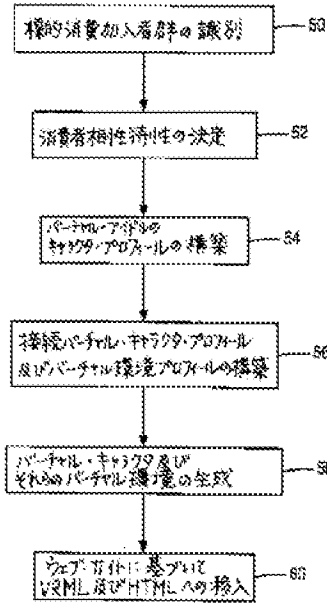 標的消費加入者群の識別
50
消費者相性特性の決定
52
バーチャル・アイドルの
キャラクタ・プロフィールの構築
54
接続バーチャル・キャラクタ・プロフィール
及びバーチャル環境プロフィールの構築
56
バーチャル・キャラクタ及び
それらのバーチャル環境の生成
58
ウェブサイトに基づいて
VRML及びHTMLへの移入
60